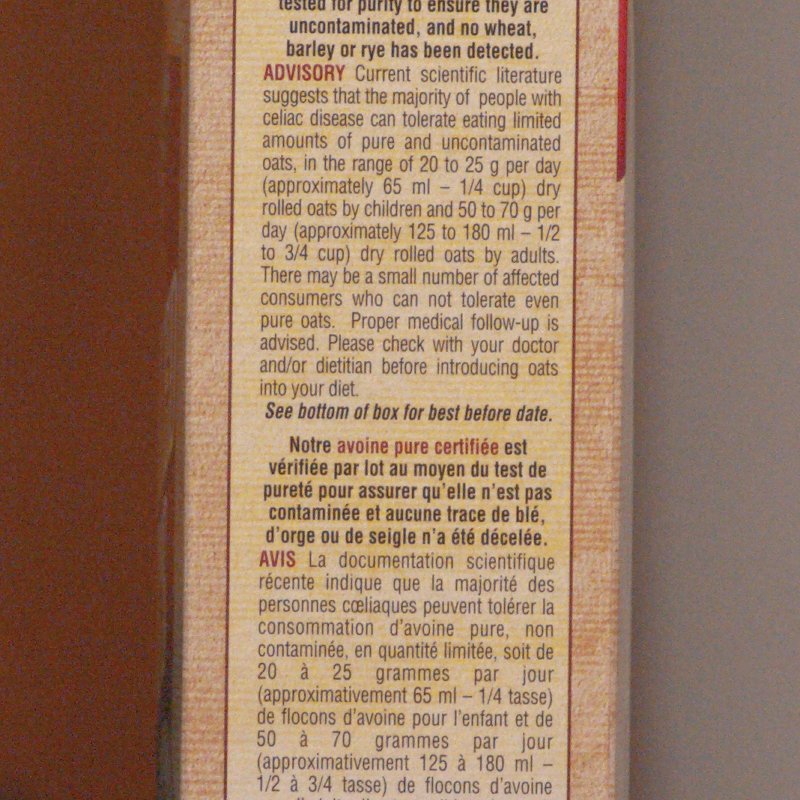 tested for purity to ensure they are
uncontaminated, and no wheat,
barley or rye has been detected.
ADVISORY Current scientific literature
suggests that the majority of people with
celiac disease can tolerate eating limited
amounts of pure and uncontaminated
oats, in the range of 20 to 25 g per day
(approximately 65 ml – 1/4 cup) dry
rolled oats by children and 50 to 70 g per
day (approximately 125 to 180 ml – 1/2
to 3/4 cup) dry rolled oats by adults.
There may be a small number of affected
consumers who can not tolerate even
pure oats. Proper medical follow-up is
advised. Please check with your doctor
and/or dietitian before introducing oats
into your diet.
See bottom of box for best before date.
Notre avoine pure certifiée est
vérifiée par lot au moyen du test de
pureté pour assurer qu'elle n'est pas
contaminée et aucune trace de blé,
d'orge ou de seigle n'a été décelée.
AVIS La documentation scientifique
récente indique que la majorité des
personnes cœliaques peuvent tolérer la
consommation d'avoine pure, non
contaminée, en quantité limitée, soit de
20 à 25 grammes par jour
(approximativement 65 ml – 1/4 tasse)
de flocons d'avoine pour l'enfant et de
50 à 70 grammes par jour
(approximativement 125 à 180 ml –
1/2 à 3/4 tasse) de flocons d'avoine